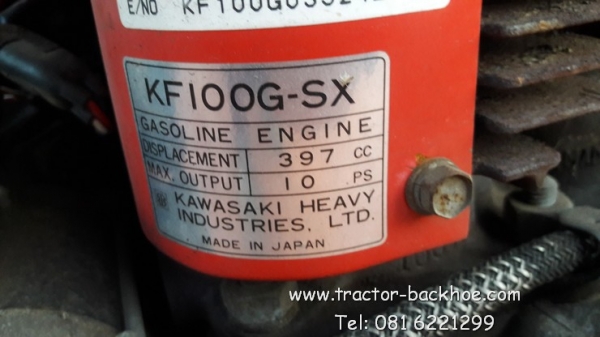 E/NO
KF100G-SX
GASOLINE ENGINE
DISPLACEMENT 397 CC
MAX. OUTPUT 10 PS
KAWASAKI HEAVY
INDUSTRIES, LTD.
MADE IN JAPAN
www.tractor-backhoe.com
Tel: 081 6221299